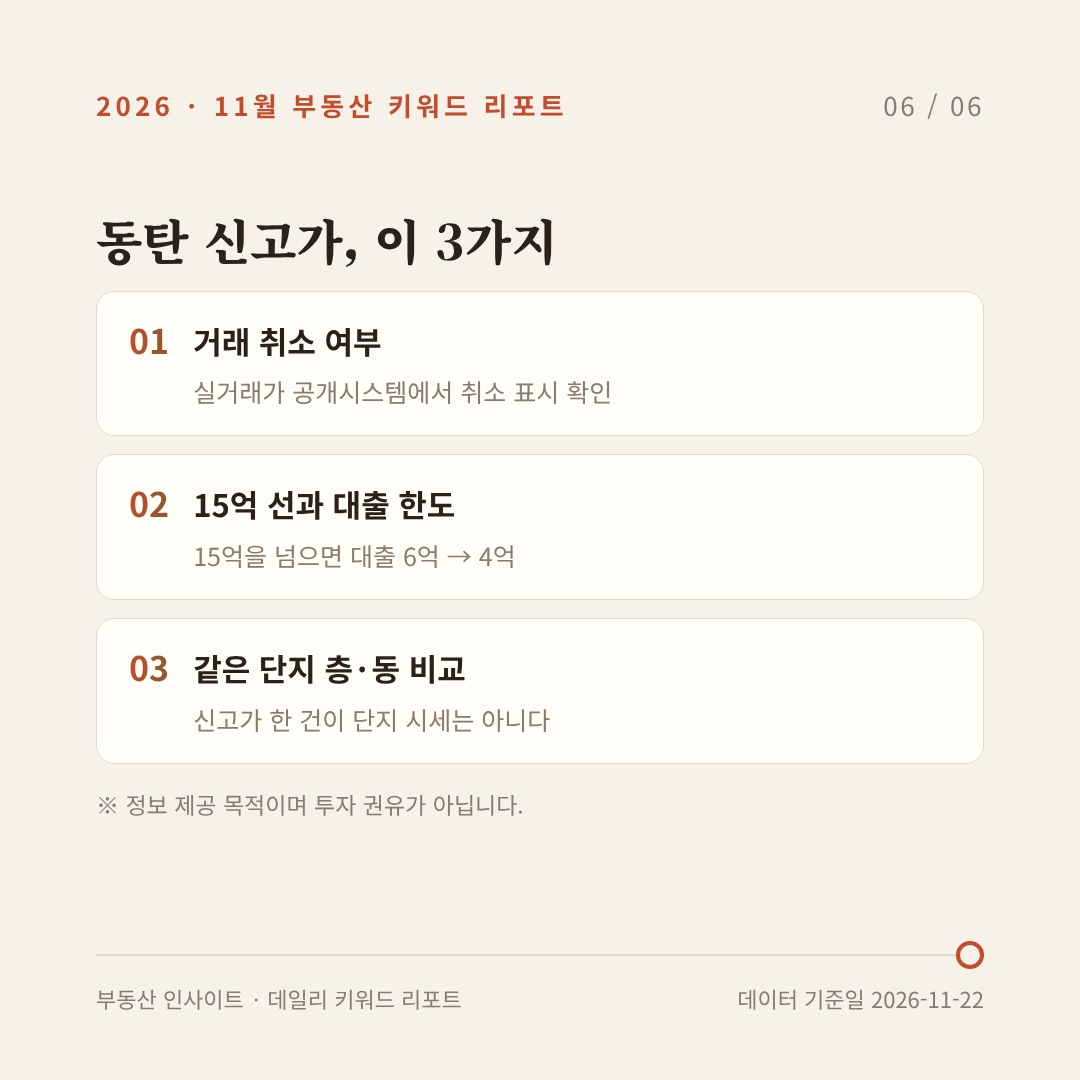 2026 · 11월 부동산 키워드 리포트
06 / 06
동탄 신고가, 이 3가지
01 거래 취소 여부
실거래가 공개시스템에서 취소 표시 확인
02 15억 선과 대출 한도
15억을 넘으면 대출 6억 → 4억
03 같은 단지 층·동 비교
신고가 한 건이 단지 시세는 아니다
※ 정보 제공 목적이며 투자 권유가 아닙니다.
부동산 인사이트 · 데일리 키워드 리포트
데이터 기준일 2026-11-22